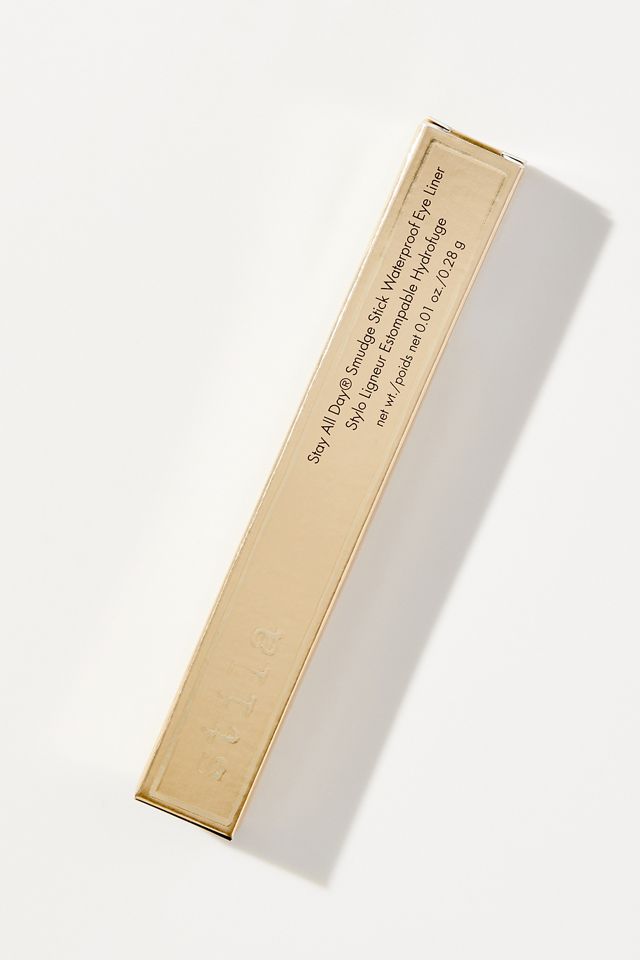 Stay All Day® Smudge Stick Waterproof Eye Liner
Stylo Ligneur Estompable Hydrofuge
net wt./poids net 0.01 oz./0.28 g
stila